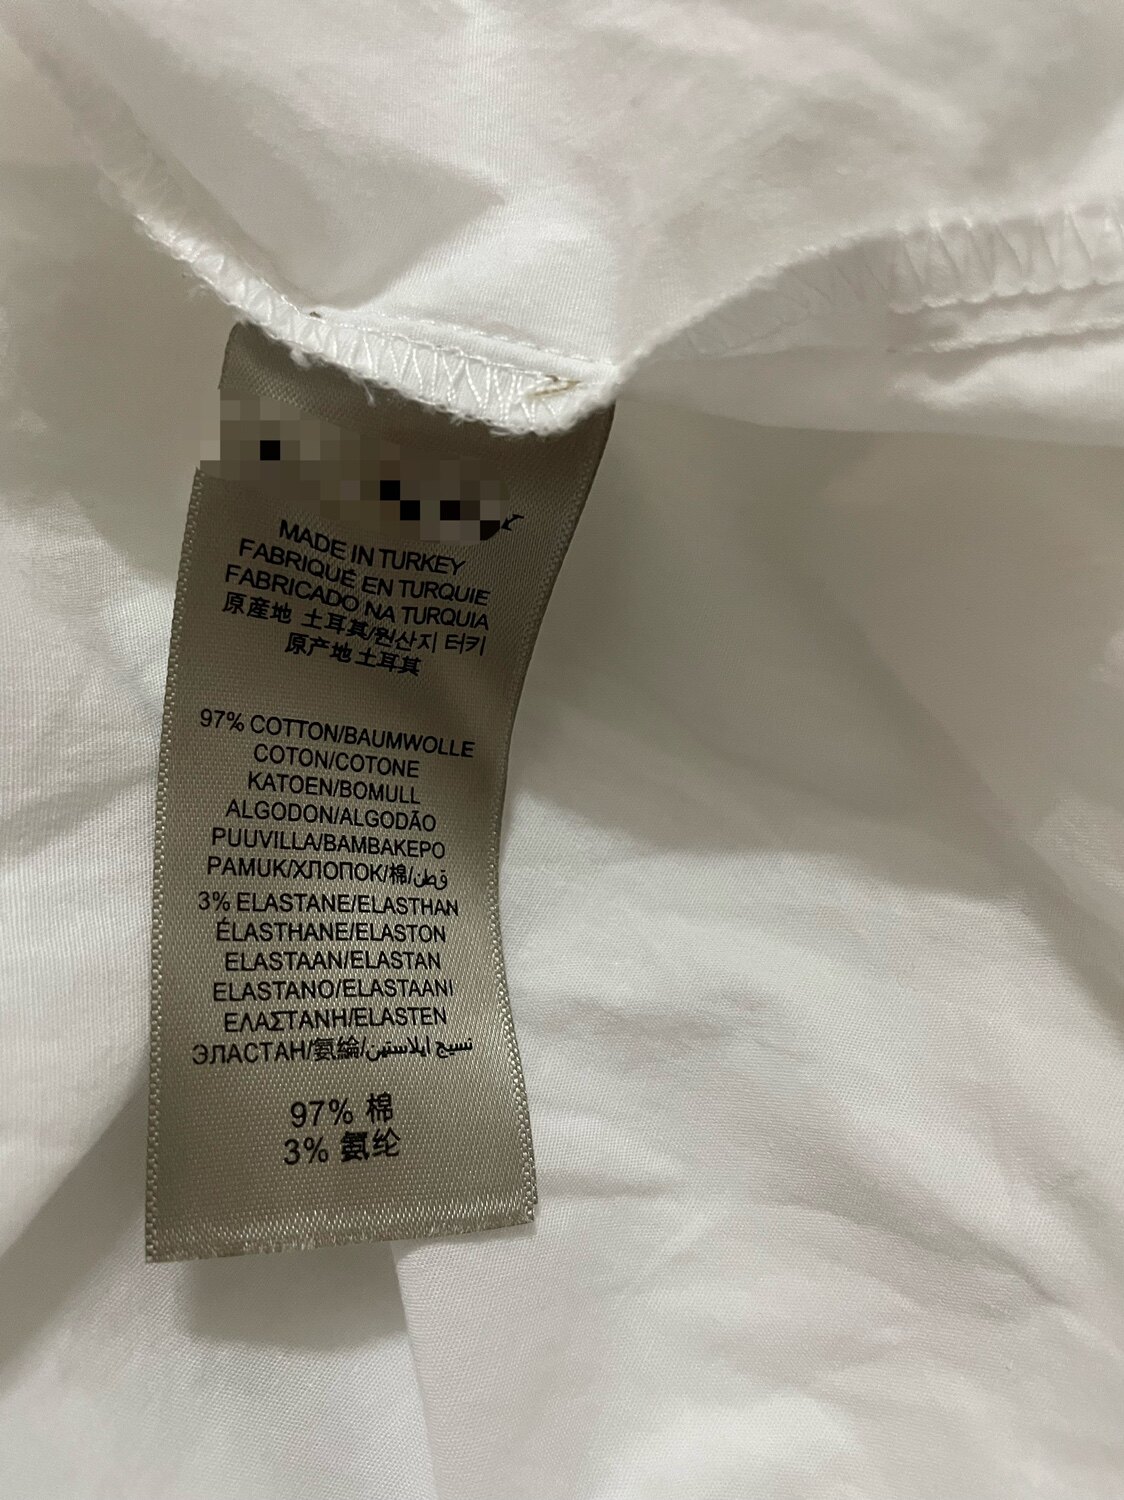 MADE IN TURKEY
FABRIQUÉ EN TURQUIE
FABRICADO NA TURQUIA
原産地 土耳其/원산지 터키
原产地 土耳其
97% COTTON/BAUMWOLLE
COTON/COTONE
KATOEN/BOMULL
ALGODON/ALGODÃO
PUUVILLA/ΒΑΜΒΑΚΕΡΟ
PAMUK/ХЛОПОК/棉/قطن
3% ELASTANE/ELASTHAN
ÉLASTHANE/ELASTON
ELASTAAN/ELASTAN
ELASTANO/ELASTAANI
ΕΛΑΣΤΑΝΗ/ELASTEN
ЭЛАСТАН/氨綸/نسيج ايلاستين
97% 棉
3% 氨纶